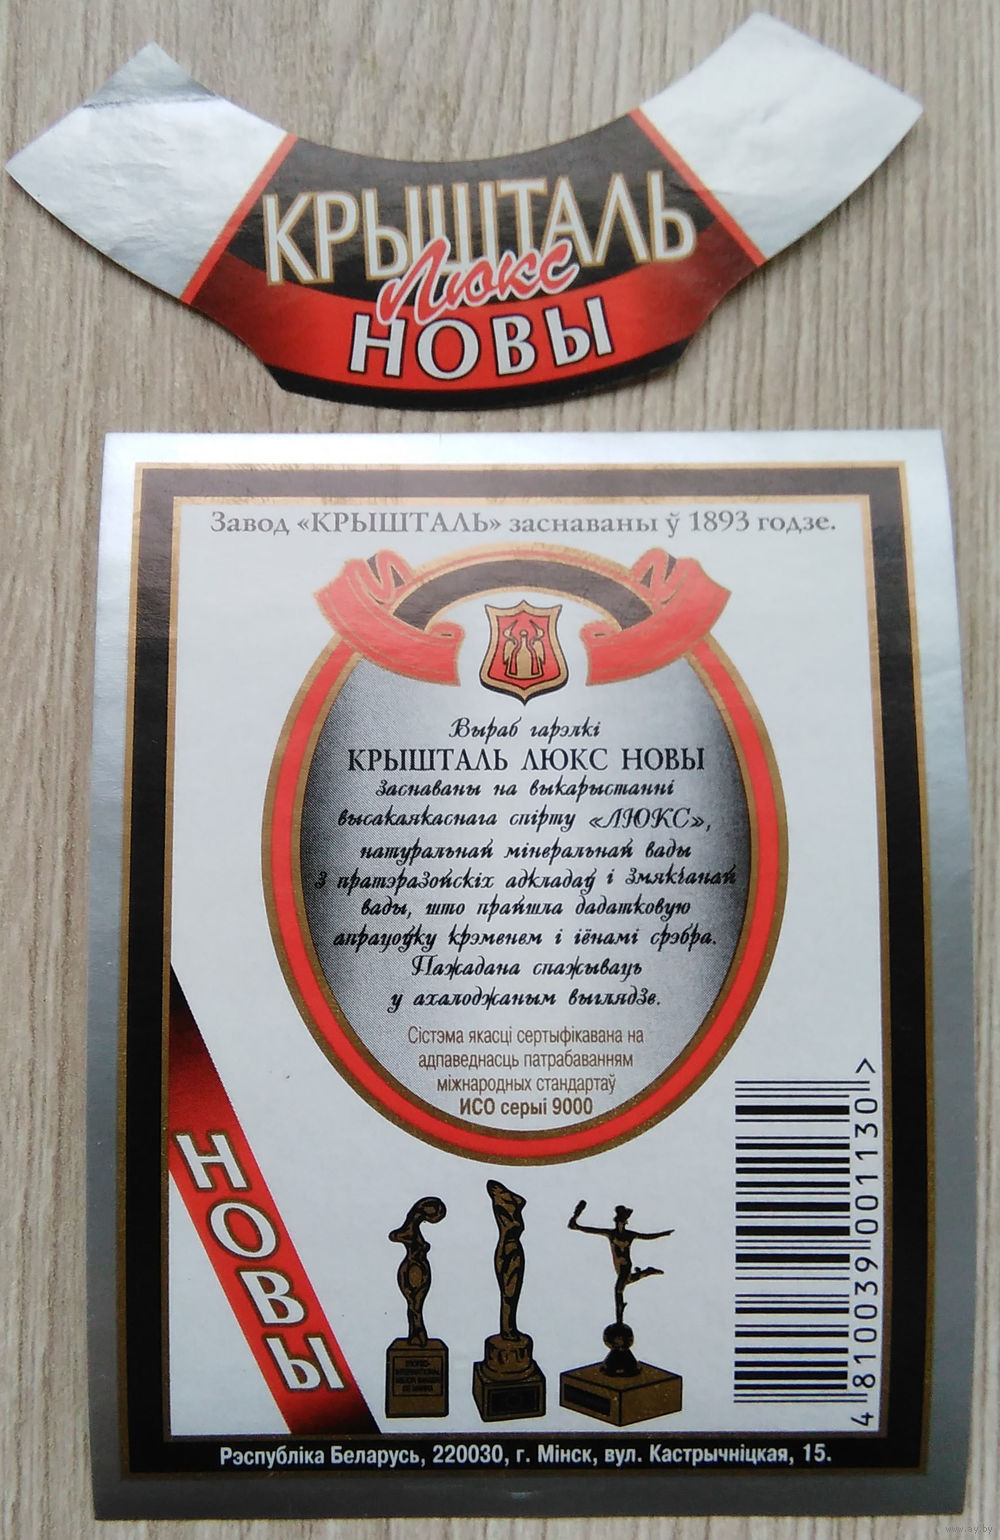 КРЫШТАЛЬ
Люкс
НОВЫ
Завод «КРЫШТАЛЬ» заснаваны ў 1893 годзе.
Выраб гарэлкі
КРЫШТАЛЬ ЛЮКС НОВЫ
заснаваны на выкарыстанні
высакаякаснага спірту «ЛЮКС»,
натуральнай мінеральнай вады
з пратэразойскіх адкладаў і змякчанай
вады, што прайшла дадатковую
апрацоўку крэменем і іёнамі срэбра.
Пажадана спажываць
у ахалоджаным выглядзе.
Сістэма якасці сертыфікавана на
адпаведнасць патрабаванням
міжнародных стандартаў
ИСО серыі 9000
НОВЫ
4 810039 001130 >
Рэспубліка Беларусь, 220030, г. Мінск, вул. Кастрычніцкая, 15.
www.ay.by